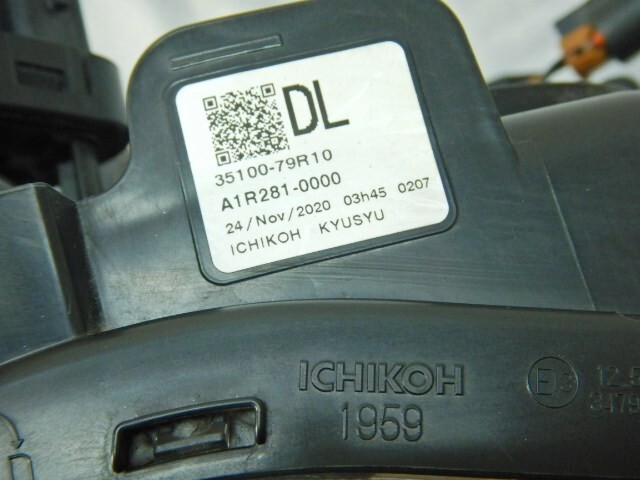 DL
35100-79R10
A1R281-0000
24/Nov/2020 03h45 0207
ICHIKOH KYUSYU
ICHIKOH
1959
E3